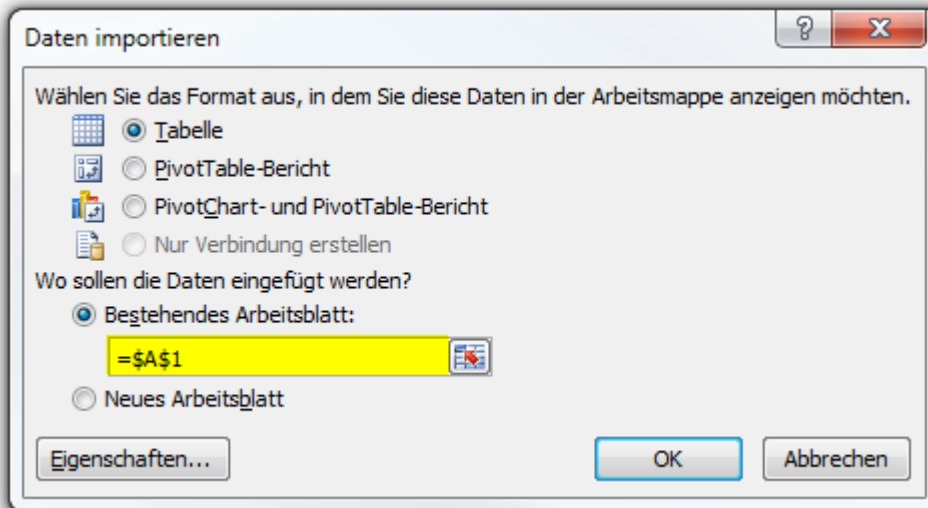 Daten importieren
Wählen Sie das Format aus, in dem Sie diese Daten in der Arbeitsmappe anzeigen möchten.
Tabelle
PivotTable-Bericht
PivotChart- und PivotTable-Bericht
Nur Verbindung erstellen
Wo sollen die Daten eingefügt werden?
Bestehendes Arbeitsblatt:
=$A$1
Neues Arbeitsblatt
Eigenschaften... OK Abbrechen